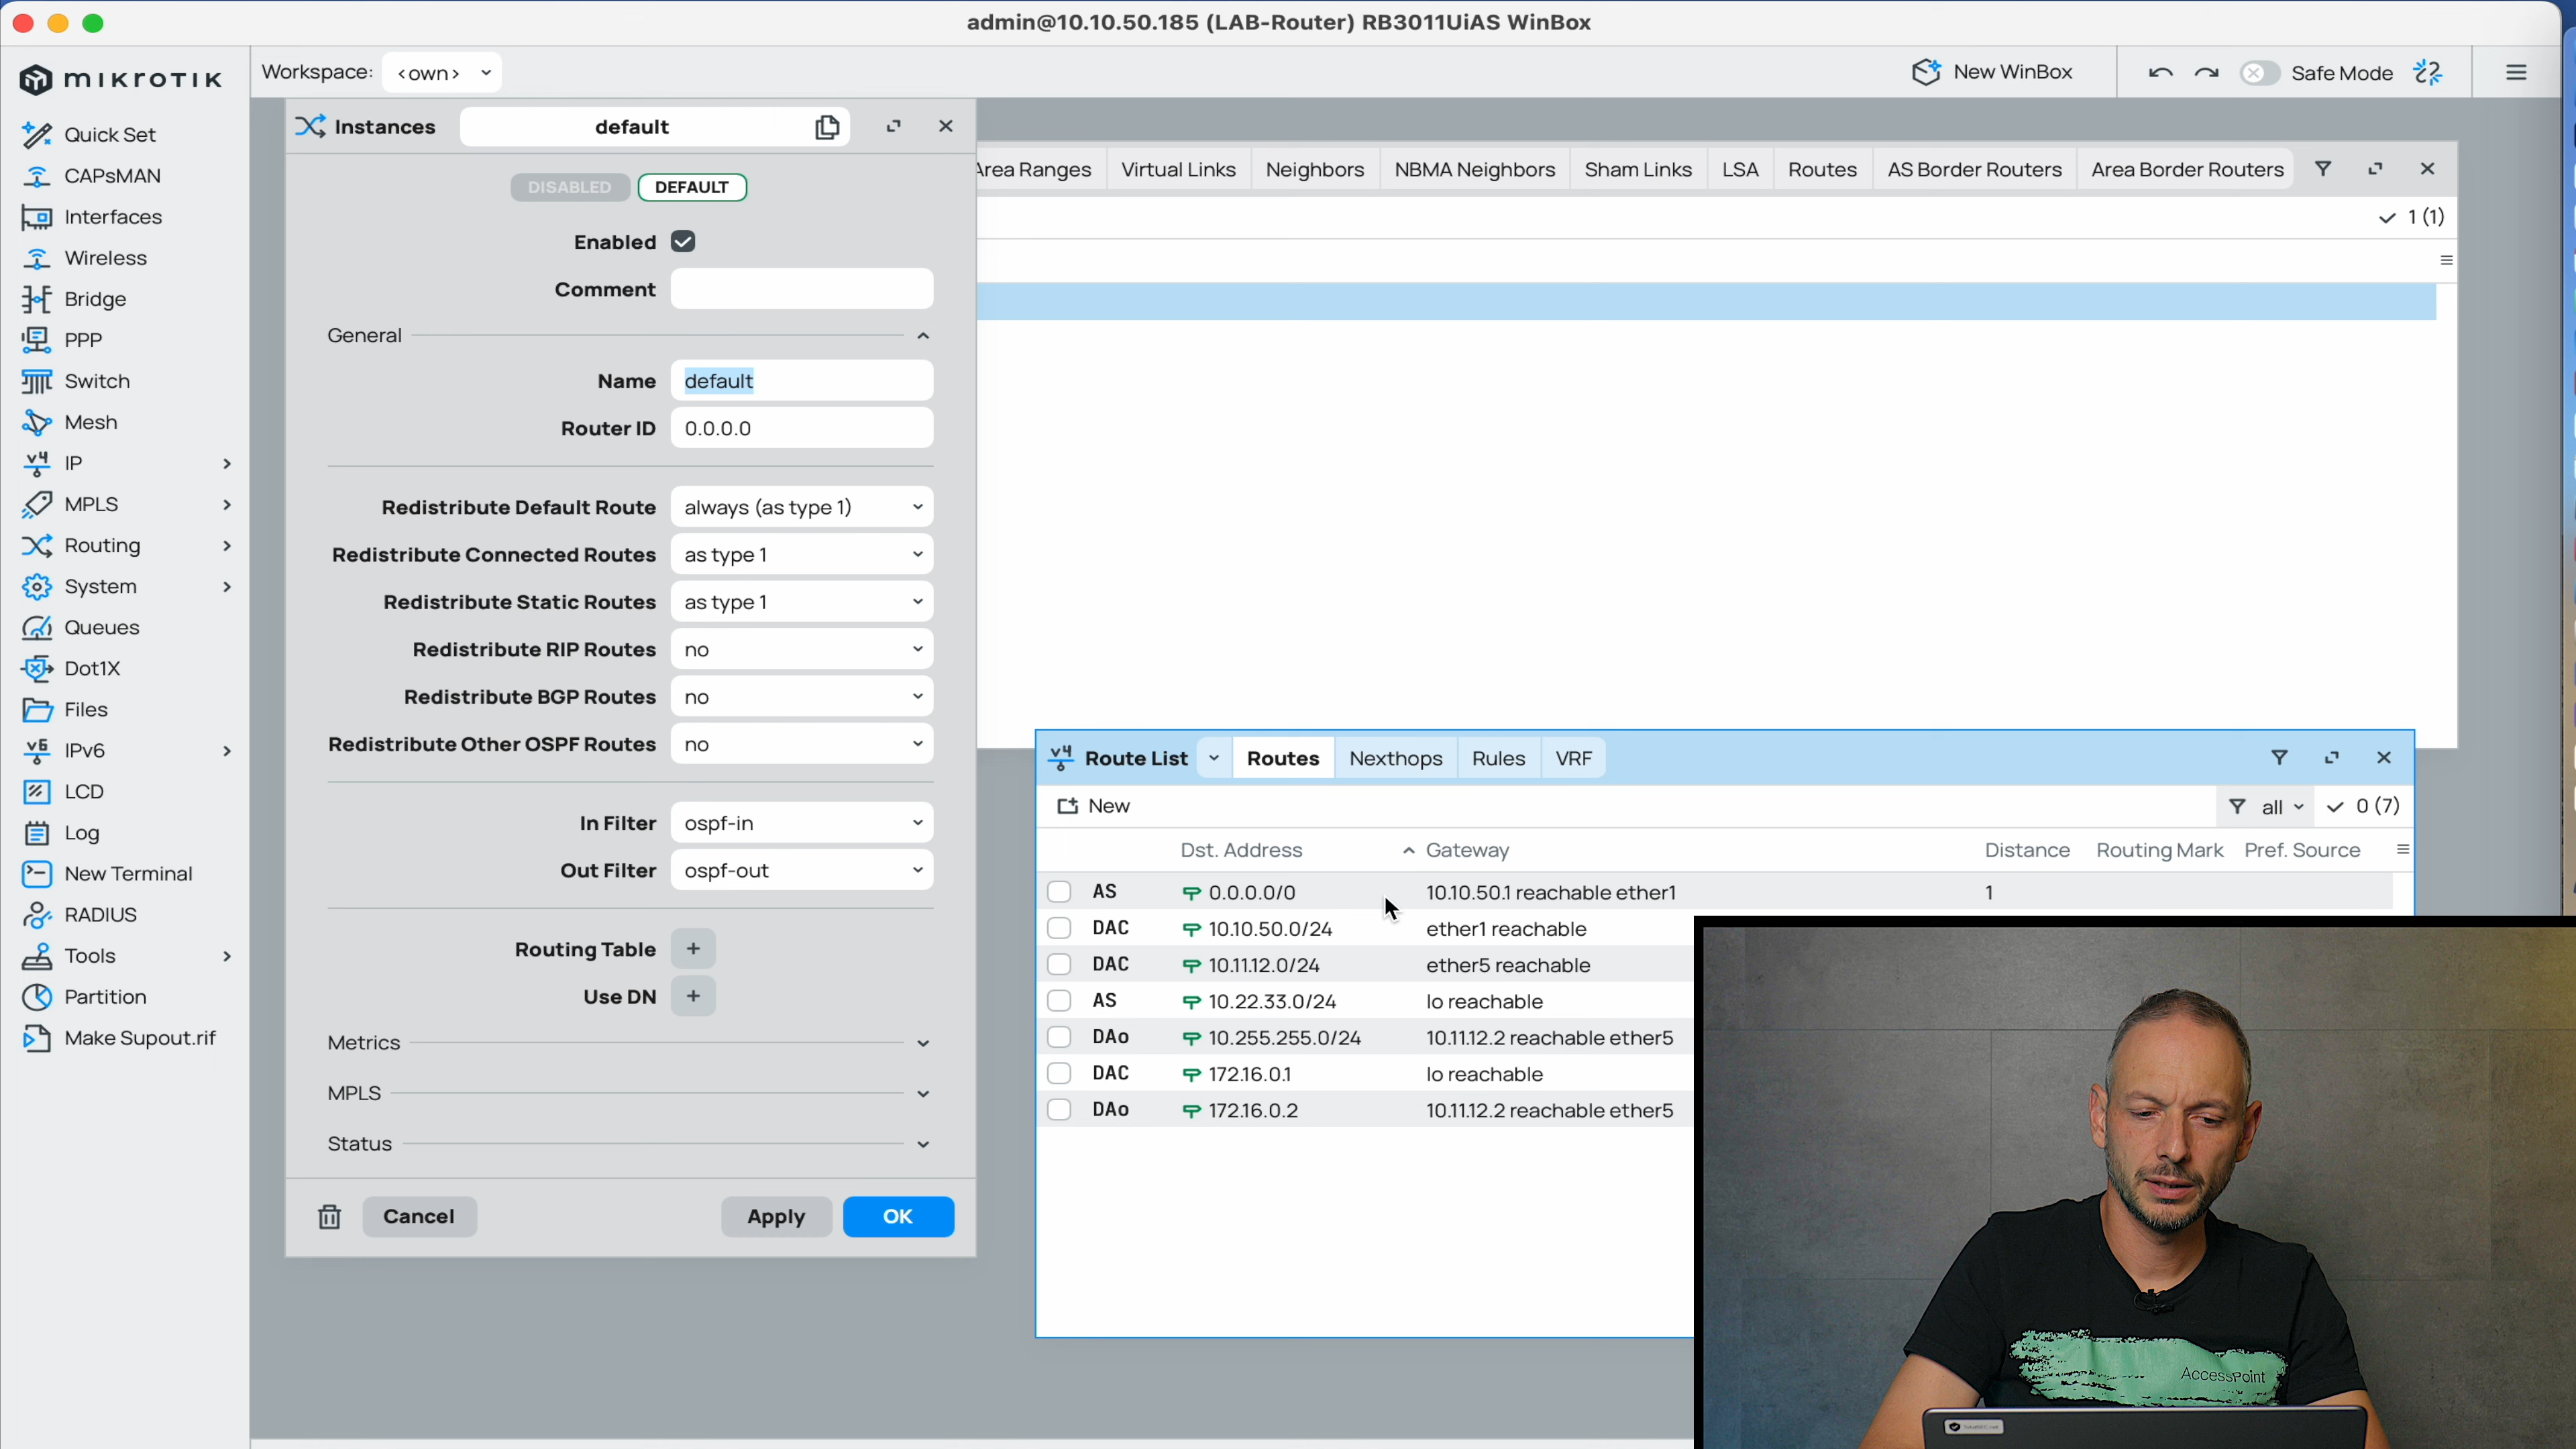 admin@10.10.50.185 (LAB-Router) RB3011UiAS WinBox
mikrotik
Workspace: <own>
New WinBox
Safe Mode
Quick Set
CAPsMAN
Interfaces
Wireless
Bridge
PPP
Switch
Mesh
IP
MPLS
Routing
System
Queues
Dot1X
Files
IPv6
LCD
Log
New Terminal
RADIUS
Tools
Partition
Make Supout.rif
Instances default
DISABLED DEFAULT
Enabled
Comment
General
Name default
Router ID 0.0.0.0
Redistribute Default Route always (as type 1)
Redistribute Connected Routes as type 1
Redistribute Static Routes as type 1
Redistribute RIP Routes no
Redistribute BGP Routes no
Redistribute Other OSPF Routes no
In Filter ospf-in
Out Filter ospf-out
Routing Table +
Use DN +
Metrics
MPLS
Status
Cancel Apply OK
Area Ranges Virtual Links Neighbors NBMA Neighbors Sham Links LSA Routes AS Border Routers Area Border Routers
1 (1)
Route List Routes Nexthops Rules VRF
New all 0 (7)
Dst. Address Gateway Distance Routing Mark Pref. Source
AS 0.0.0.0/0 10.10.50.1 reachable ether1 1
DAC 10.10.50.0/24 ether1 reachable
DAC 10.11.12.0/24 ether5 reachable
AS 10.22.33.0/24 lo reachable
DAo 10.255.255.0/24 10.11.12.2 reachable ether5
DAC 172.16.0.1 lo reachable
DAo 172.16.0.2 10.11.12.2 reachable ether5
AccessPoint